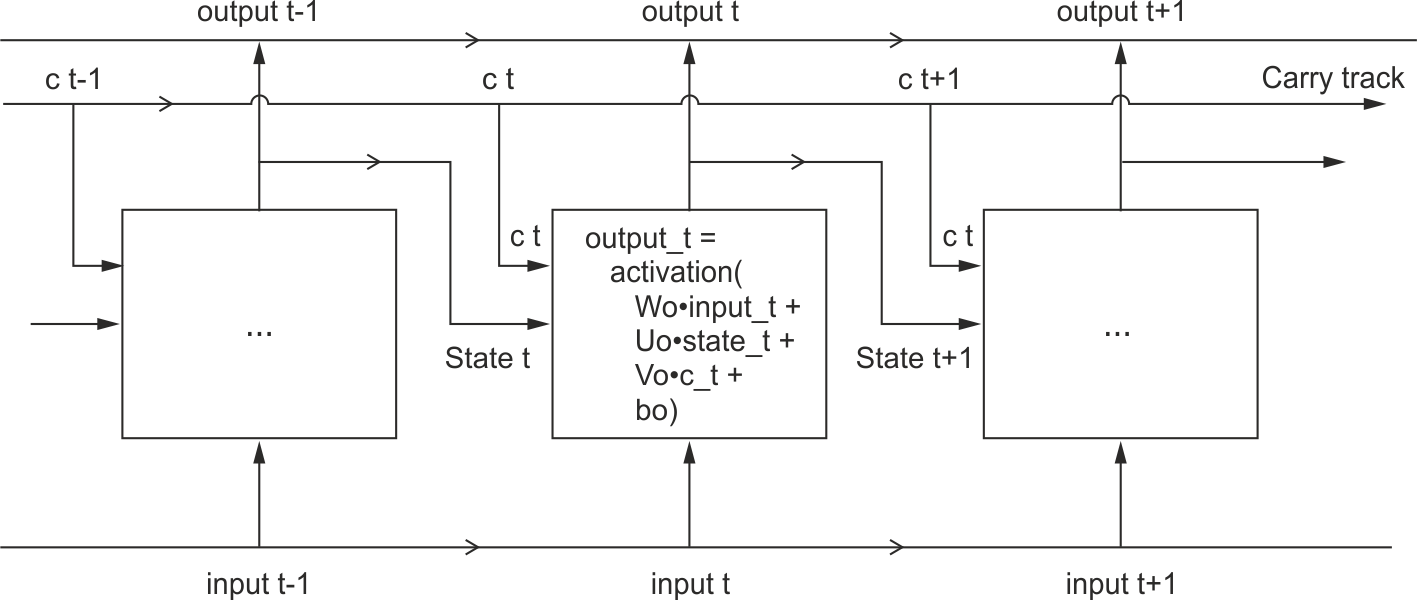 output t-1
output t
output t+1
c t-1
c t
c t+1
Carry track
c t
output_t =
activation(
Wo•input_t +
Uo•state_t +
Vo•c_t +
bo)
c t
...
...
State t
State t+1
input t-1
input t
input t+1